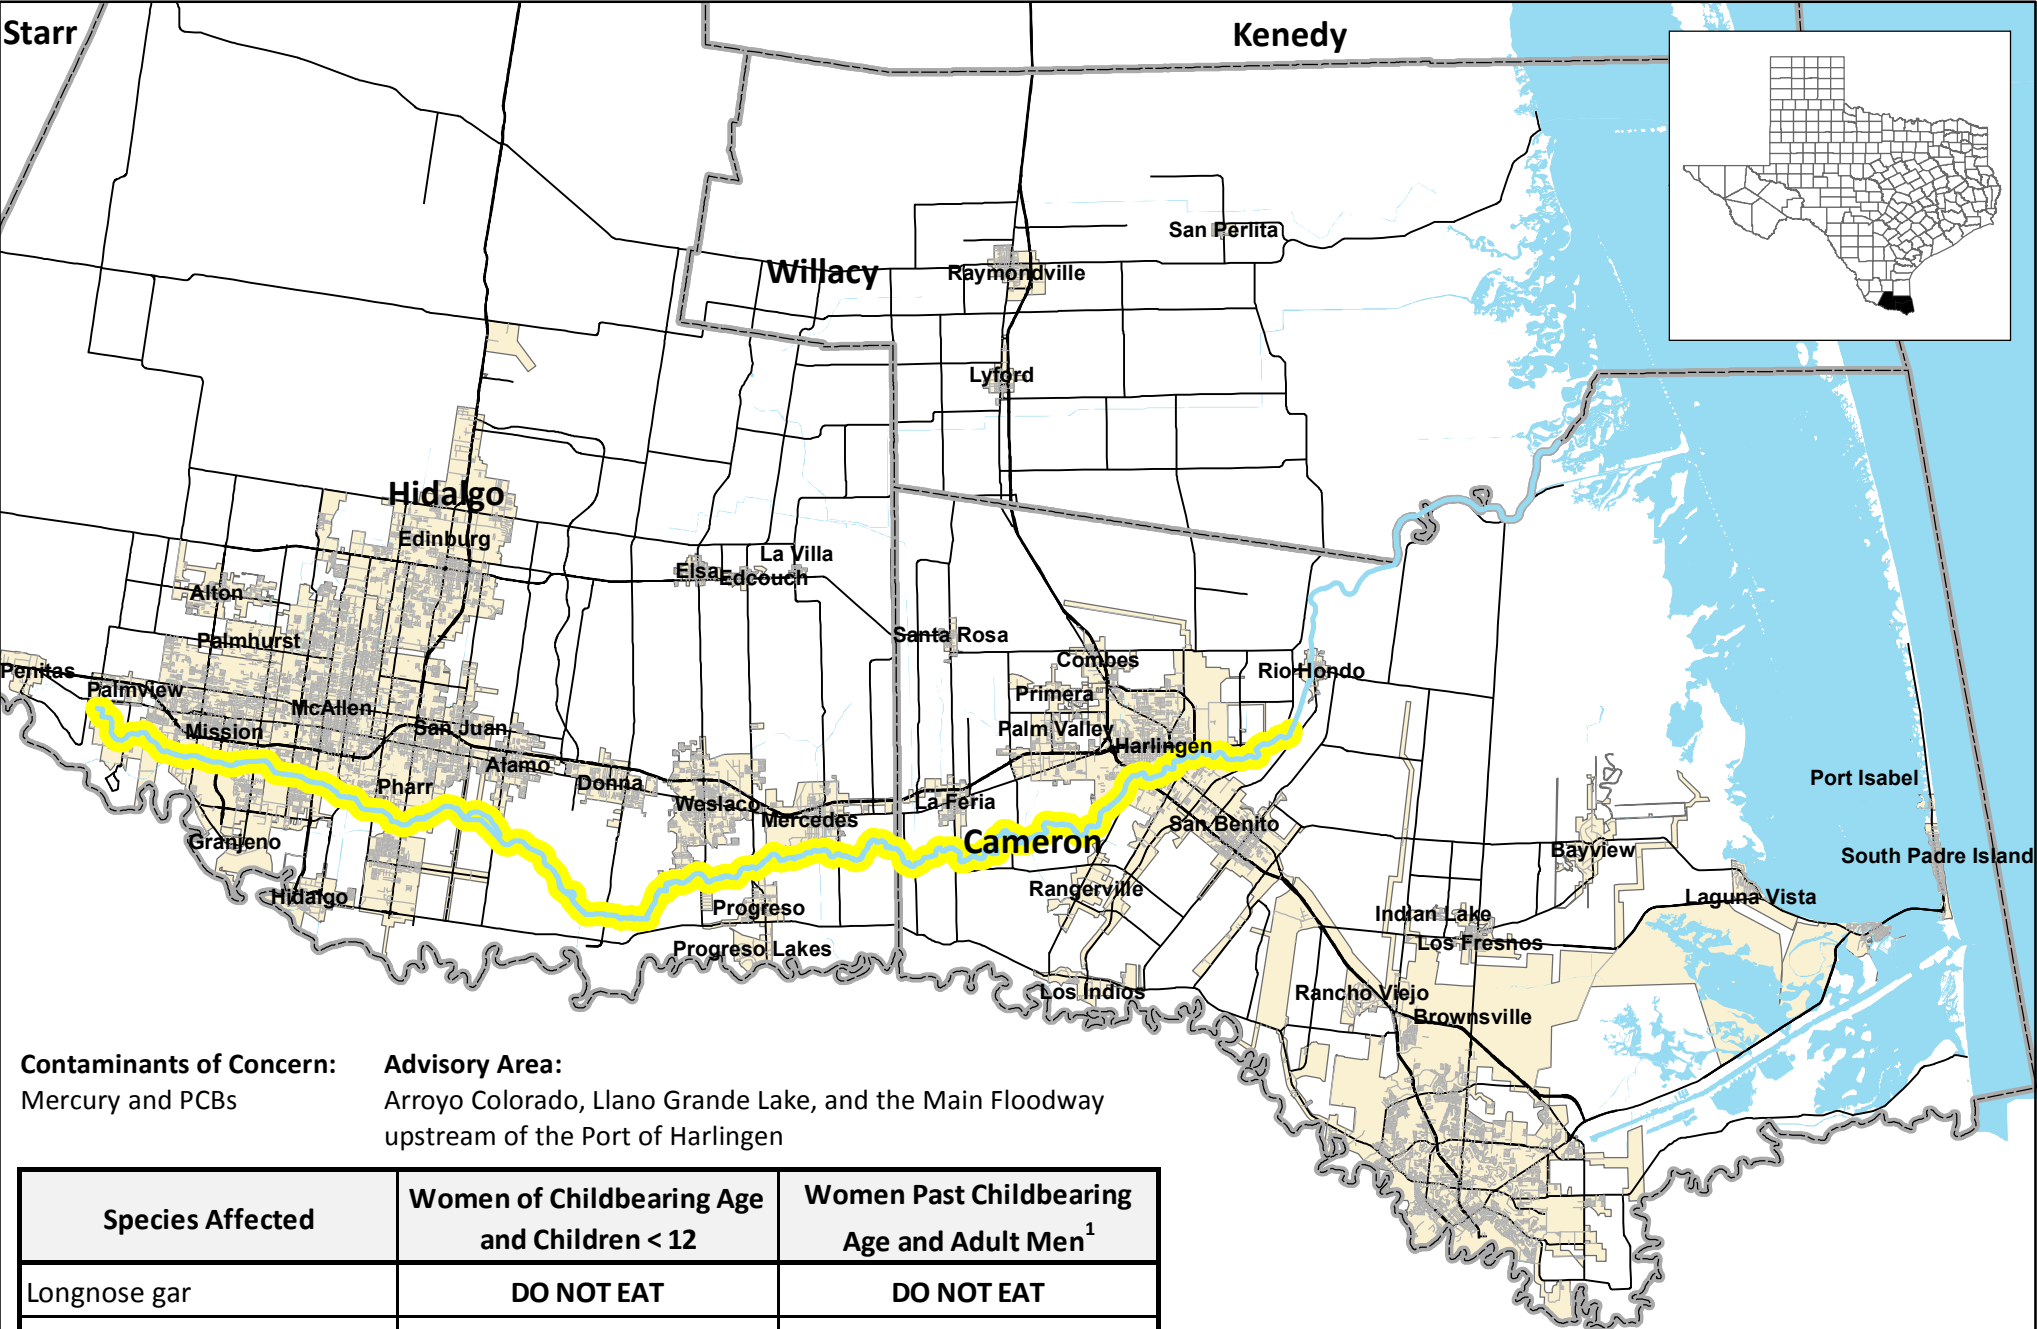 Starr
Kenedy
San Perlita
Willacy
Raymondville
Lyford
Hidalgo
Edinburg
La Villa
Elsa
Edcouch
Alton
Santa Rosa
Palmhurst
Combes
Penitas
Rio Hondo
Palmview
Primera
McAllen
San Juan
Palm Valley
Mission
Harlingen
Alamo
Port Isabel
Donna
Pharr
Weslaco
La Feria
Mercedes
San Benito
Granjeno
Cameron
Bayview
South Padre Island
Rangerville
Hidalgo
Laguna Vista
Progreso
Indian Lake
Los Fresnos
Progreso Lakes
Los Indios
Rancho Viejo
Brownsville
Contaminants of Concern:
Mercury and PCBs
Advisory Area:
Arroyo Colorado, Llano Grande Lake, and the Main Floodway
upstream of the Port of Harlingen
Species Affected
Women of Childbearing Age
and Children < 12
Women Past Childbearing
Age and Adult Men1
Longnose gar
DO NOT EAT
DO NOT EAT